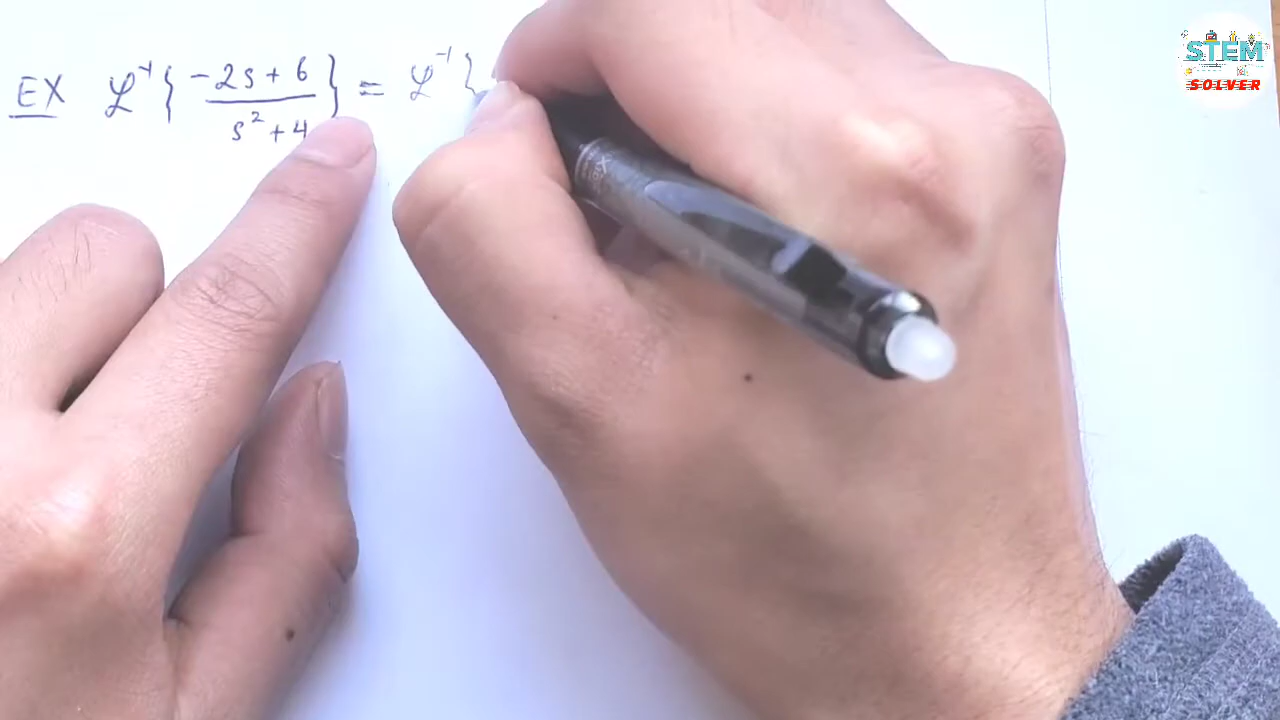 EX ℒ⁻¹{ (-2s + 6)/(s² + 4) } = ℒ⁻¹{
STEM
SOLVER